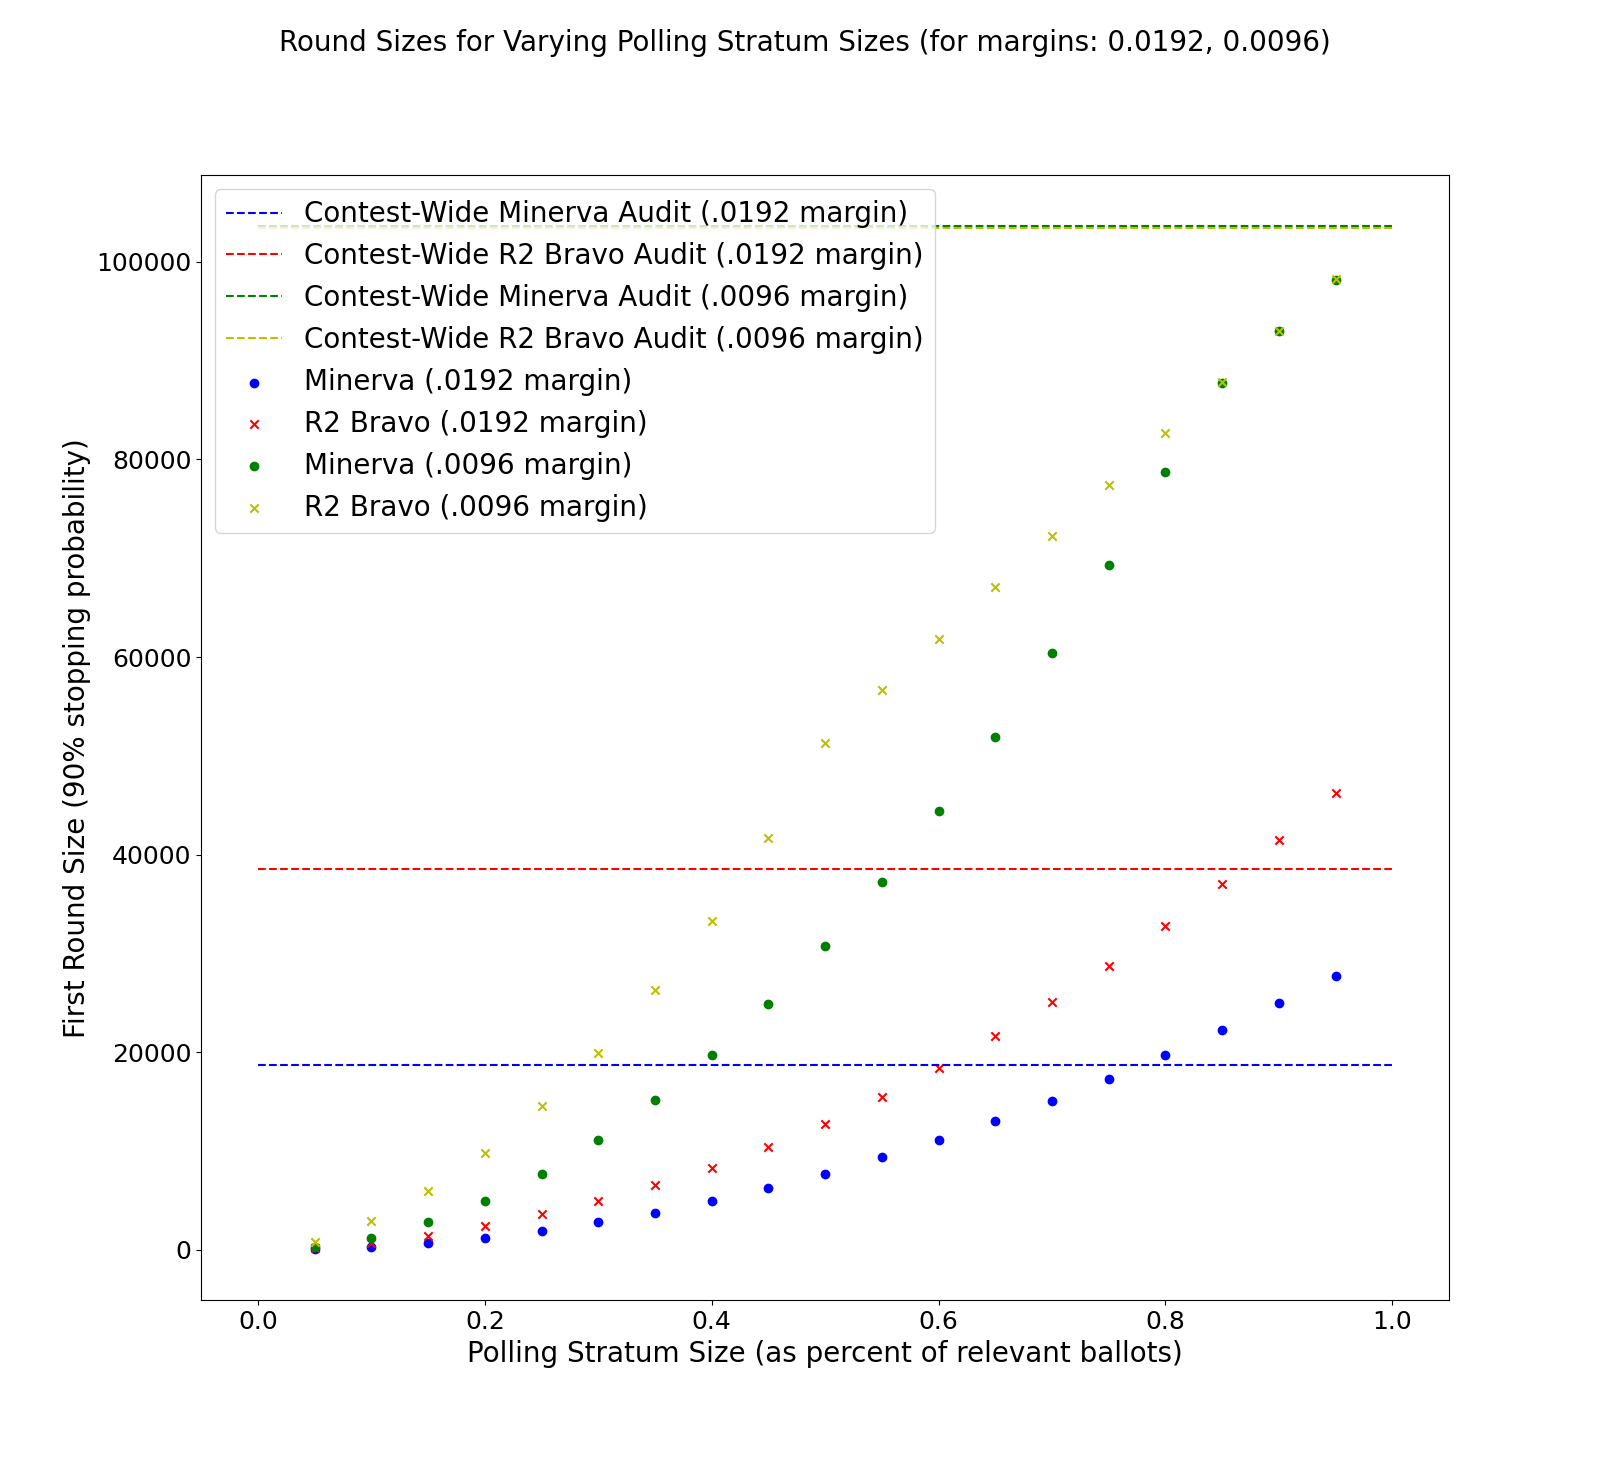 Round Sizes for Varying Polling Stratum Sizes (for margins: 0.0192, 0.0096)
Contest-Wide Minerva Audit (.0192 margin)
Contest-Wide R2 Bravo Audit (.0192 margin)
Contest-Wide Minerva Audit (.0096 margin)
Contest-Wide R2 Bravo Audit (.0096 margin)
Minerva (.0192 margin)
R2 Bravo (.0192 margin)
Minerva (.0096 margin)
R2 Bravo (.0096 margin)
First Round Size (90% stopping probability)
100000
80000
60000
40000
20000
0
0.0 0.2 0.4 0.6 0.8 1.0
Polling Stratum Size (as percent of relevant ballots)